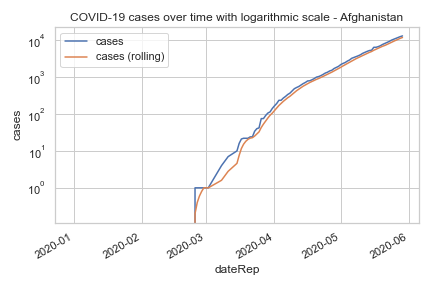 COVID-19 cases over time with logarithmic scale - Afghanistan
cases
cases (rolling)
10^4
10^3
10^2
10^1
10^0
cases
2020-01
2020-02
2020-03
2020-04
2020-05
2020-06
dateRep